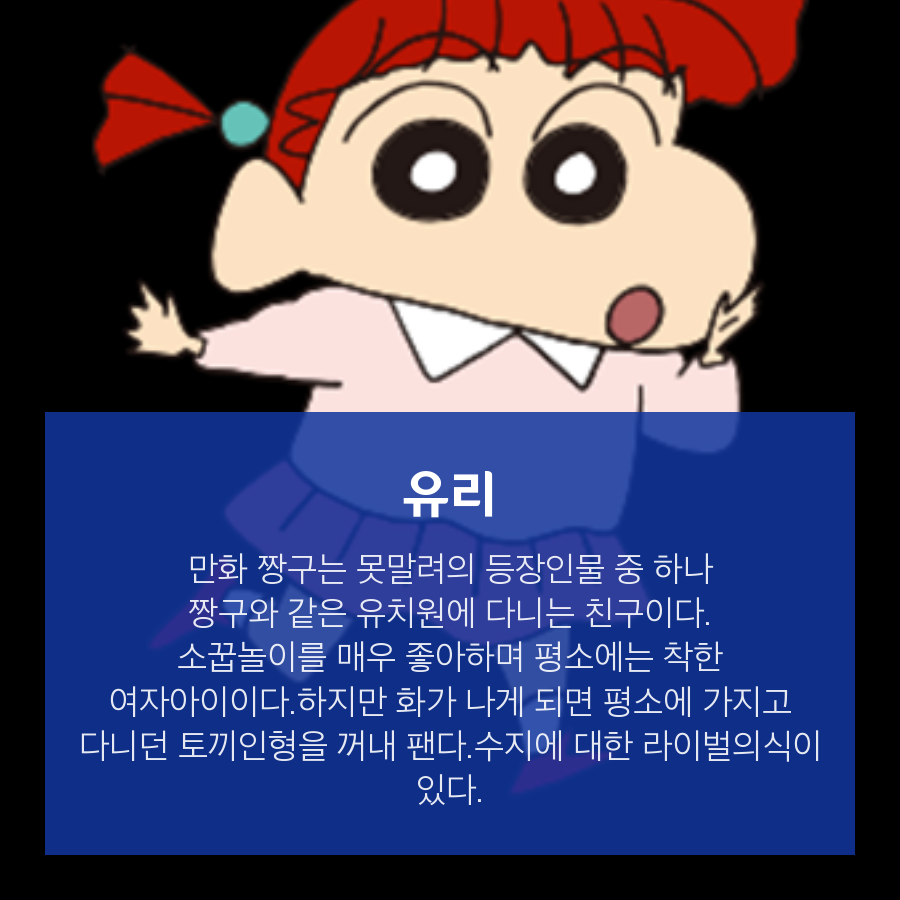 유리
만화 짱구는 못말려의 등장인물 중 하나
짱구와 같은 유치원에 다니는 친구이다.
소꿉놀이를 매우 좋아하며 평소에는 착한
여자아이이다.하지만 화가 나게 되면 평소에 가지고
다니던 토끼인형을 꺼내 팬다.수지에 대한 라이벌의식이
있다.